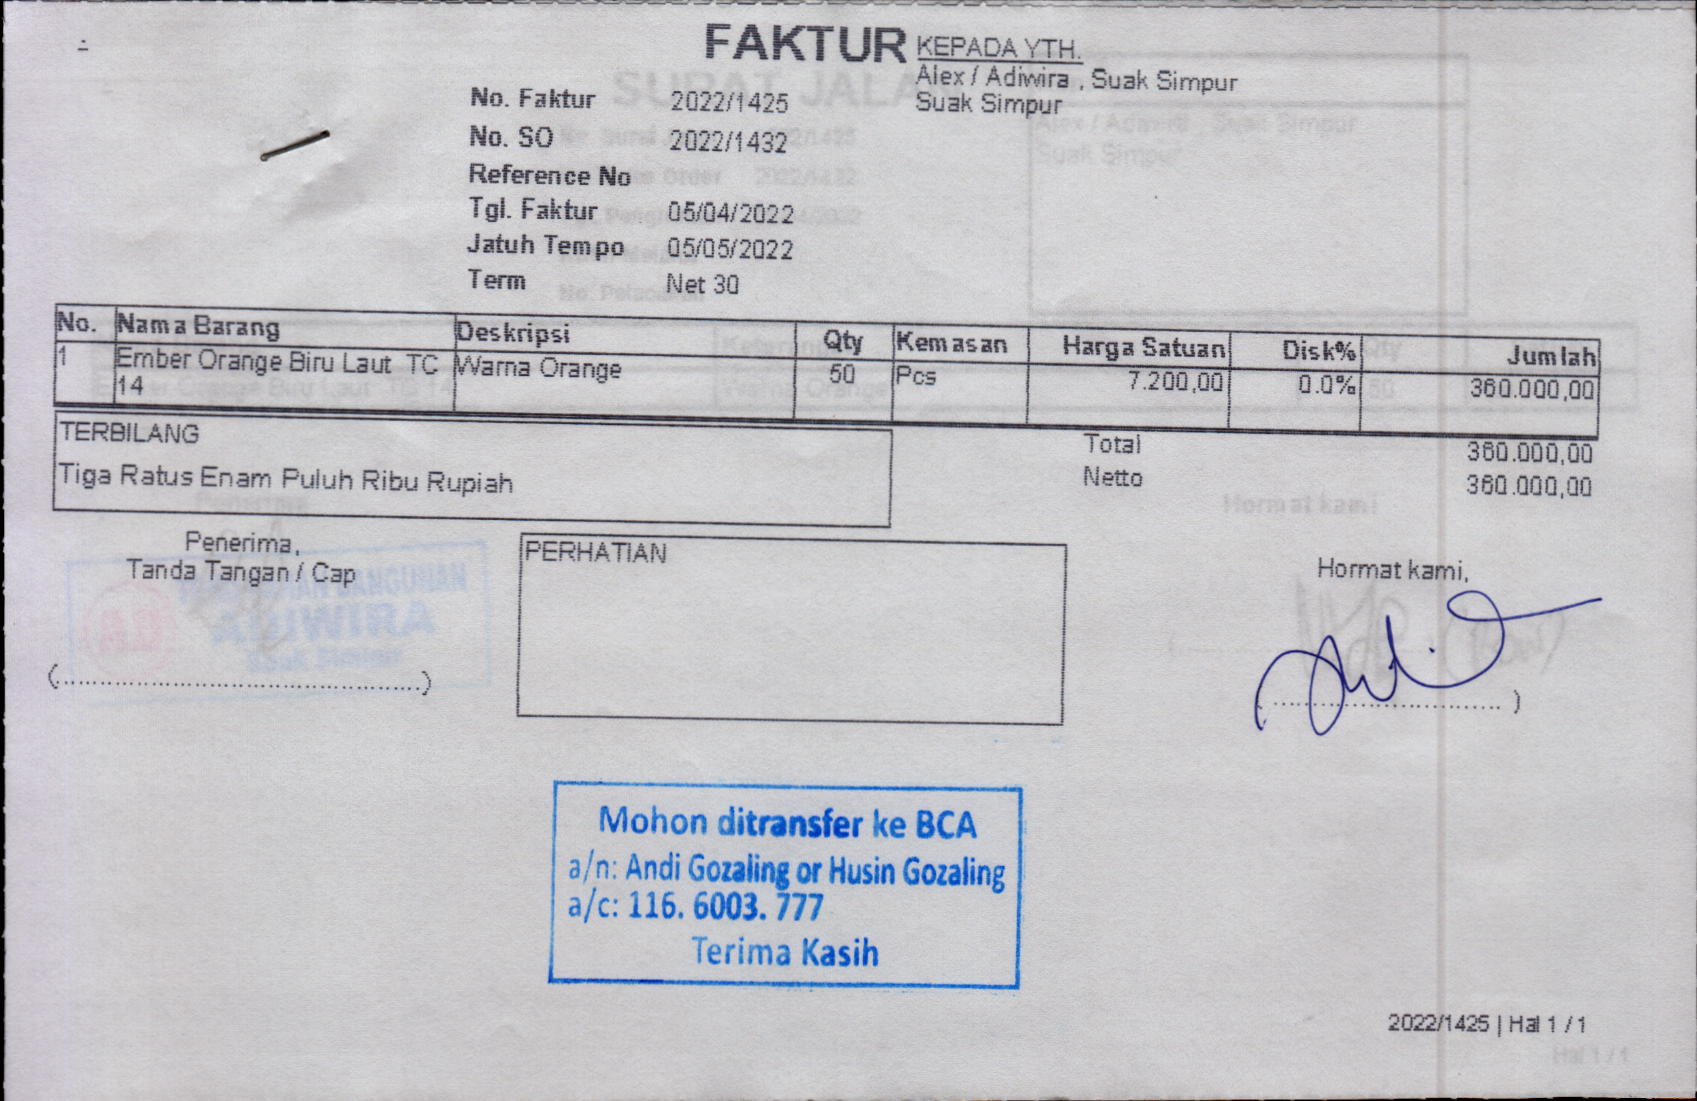 FAKTUR
KEPADA YTH.
Alex / Adiwira , Suak Simpur
Suak Simpur
No. Faktur 2022/1425
No. SO 2022/1432
Reference No
Tgl. Faktur 05/04/2022
Jatuh Tempo 05/05/2022
Term Net 30
No. Nama Barang Deskripsi Qty Kemasan Harga Satuan Disk% Jumlah
1 Ember Orange Biru Laut TC Warna Orange 50 Pcs 7.200,00 0.0% 360.000,00
14
TERBILANG
Tiga Ratus Enam Puluh Ribu Rupiah
Total 360.000,00
Netto 360.000,00
Penerima,
Tanda Tangan / Cap
(..............................................)
PERHATIAN
Hormat kami,
Mohon ditransfer ke BCA
a/n: Andi Gozaling or Husin Gozaling
a/c: 116. 6003. 777
Terima Kasih
2022/1425 | Hal 1 / 1